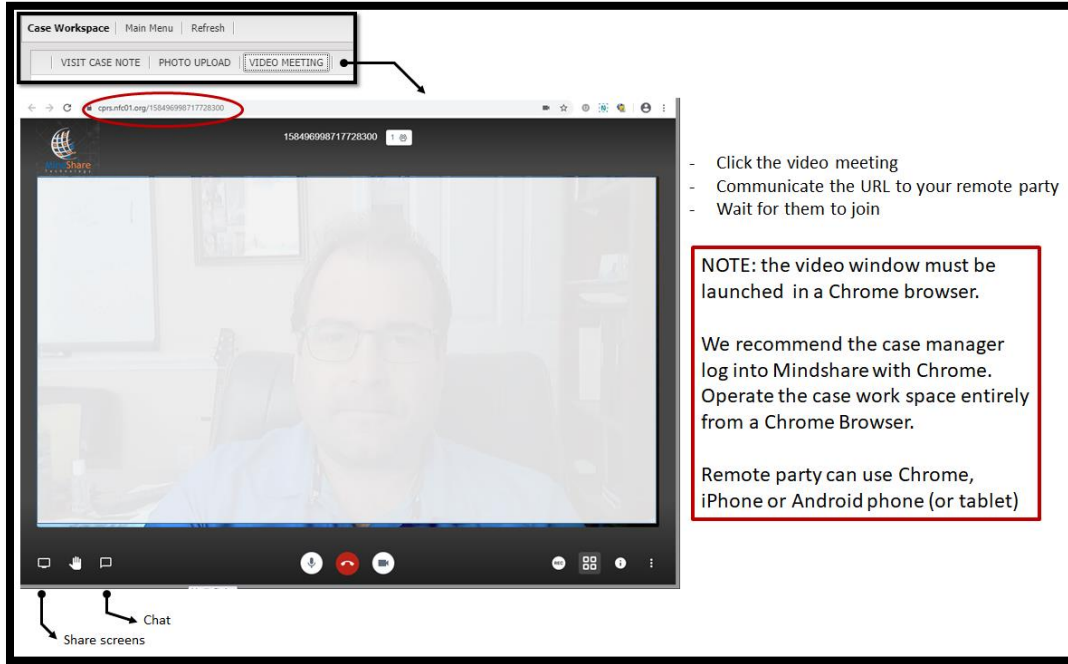 Case Workspace | Main Menu | Refresh |
| VISIT CASE NOTE | PHOTO UPLOAD | VIDEO MEETING |
cprs.nfc01.org/158496998717728300
158496998717728300 1
MindShare
Technology
- Click the video meeting
- Communicate the URL to your remote party
- Wait for them to join
NOTE: the video window must be
launched in a Chrome browser.
We recommend the case manager
log into Mindshare with Chrome.
Operate the case work space entirely
from a Chrome Browser.
Remote party can use Chrome,
iPhone or Android phone (or tablet)
REC
Chat
Share screens